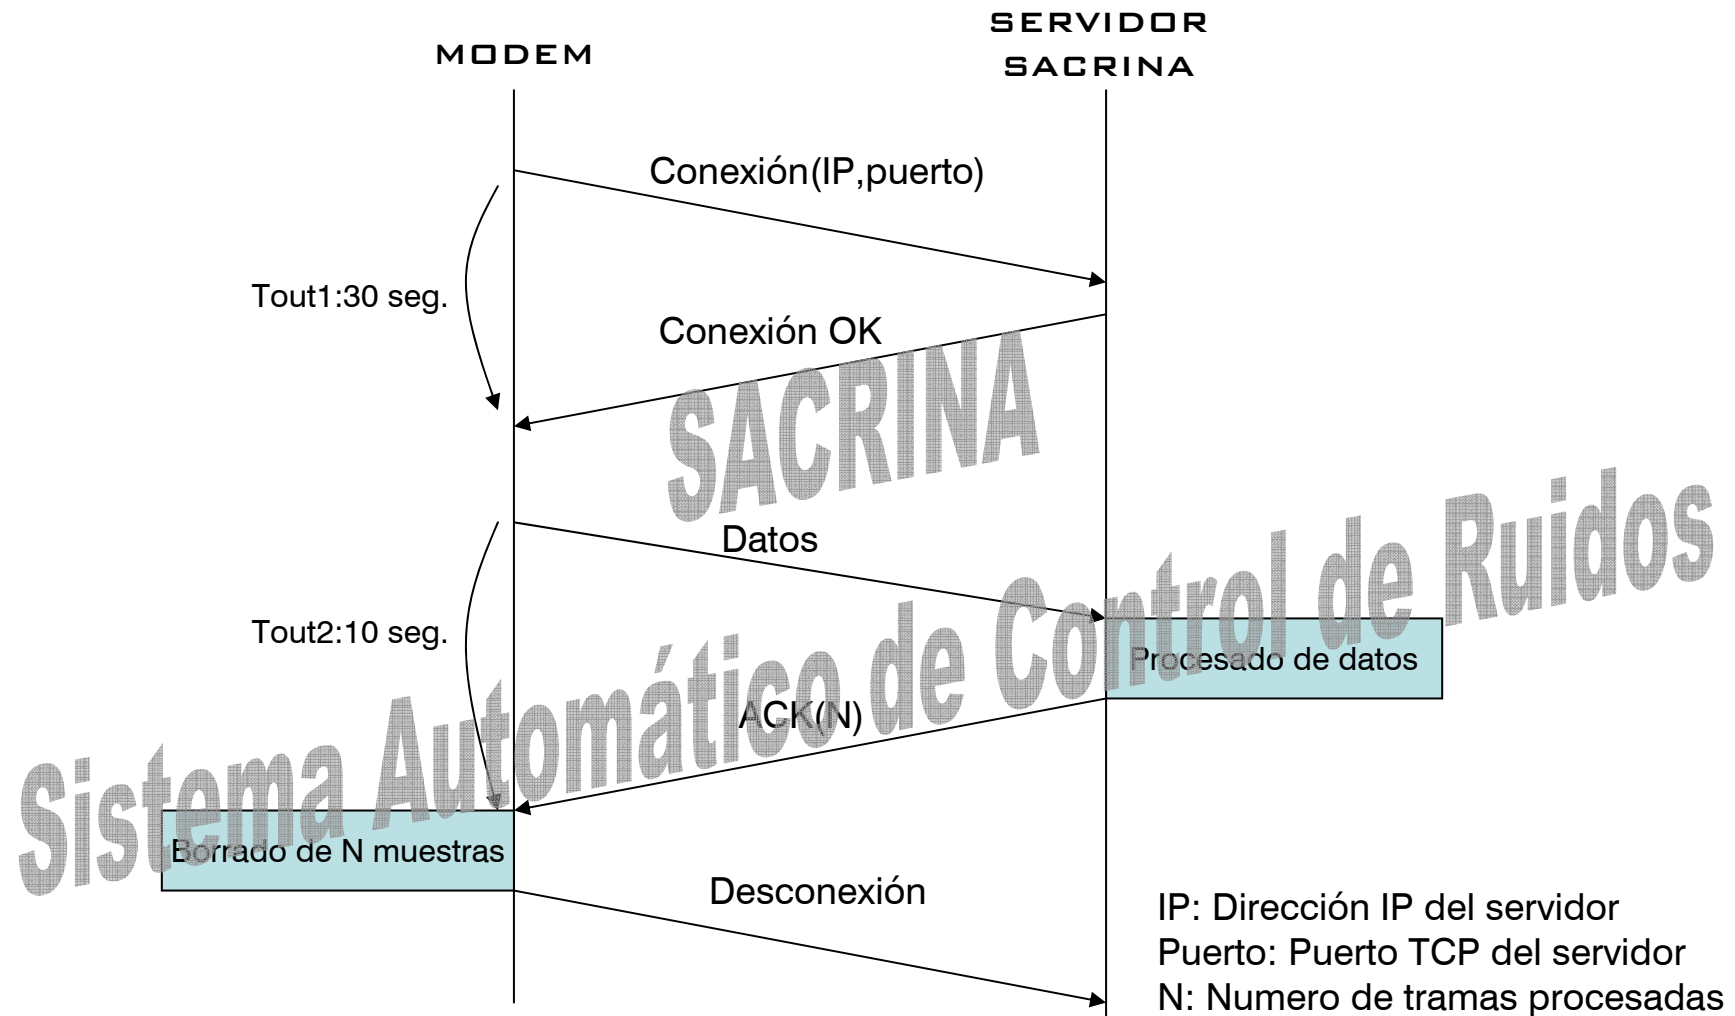 MODEM
SERVIDOR
SACRINA
Conexión(IP,puerto)
Tout1:30 seg.
Conexión OK
SACRINA
Datos
Sistema Automático de Control de Ruidos
Tout2:10 seg.
Procesado de datos
ACK(N)
Borrado de N muestras
Desconexión
IP: Dirección IP del servidor
Puerto: Puerto TCP del servidor
N: Numero de tramas procesadas